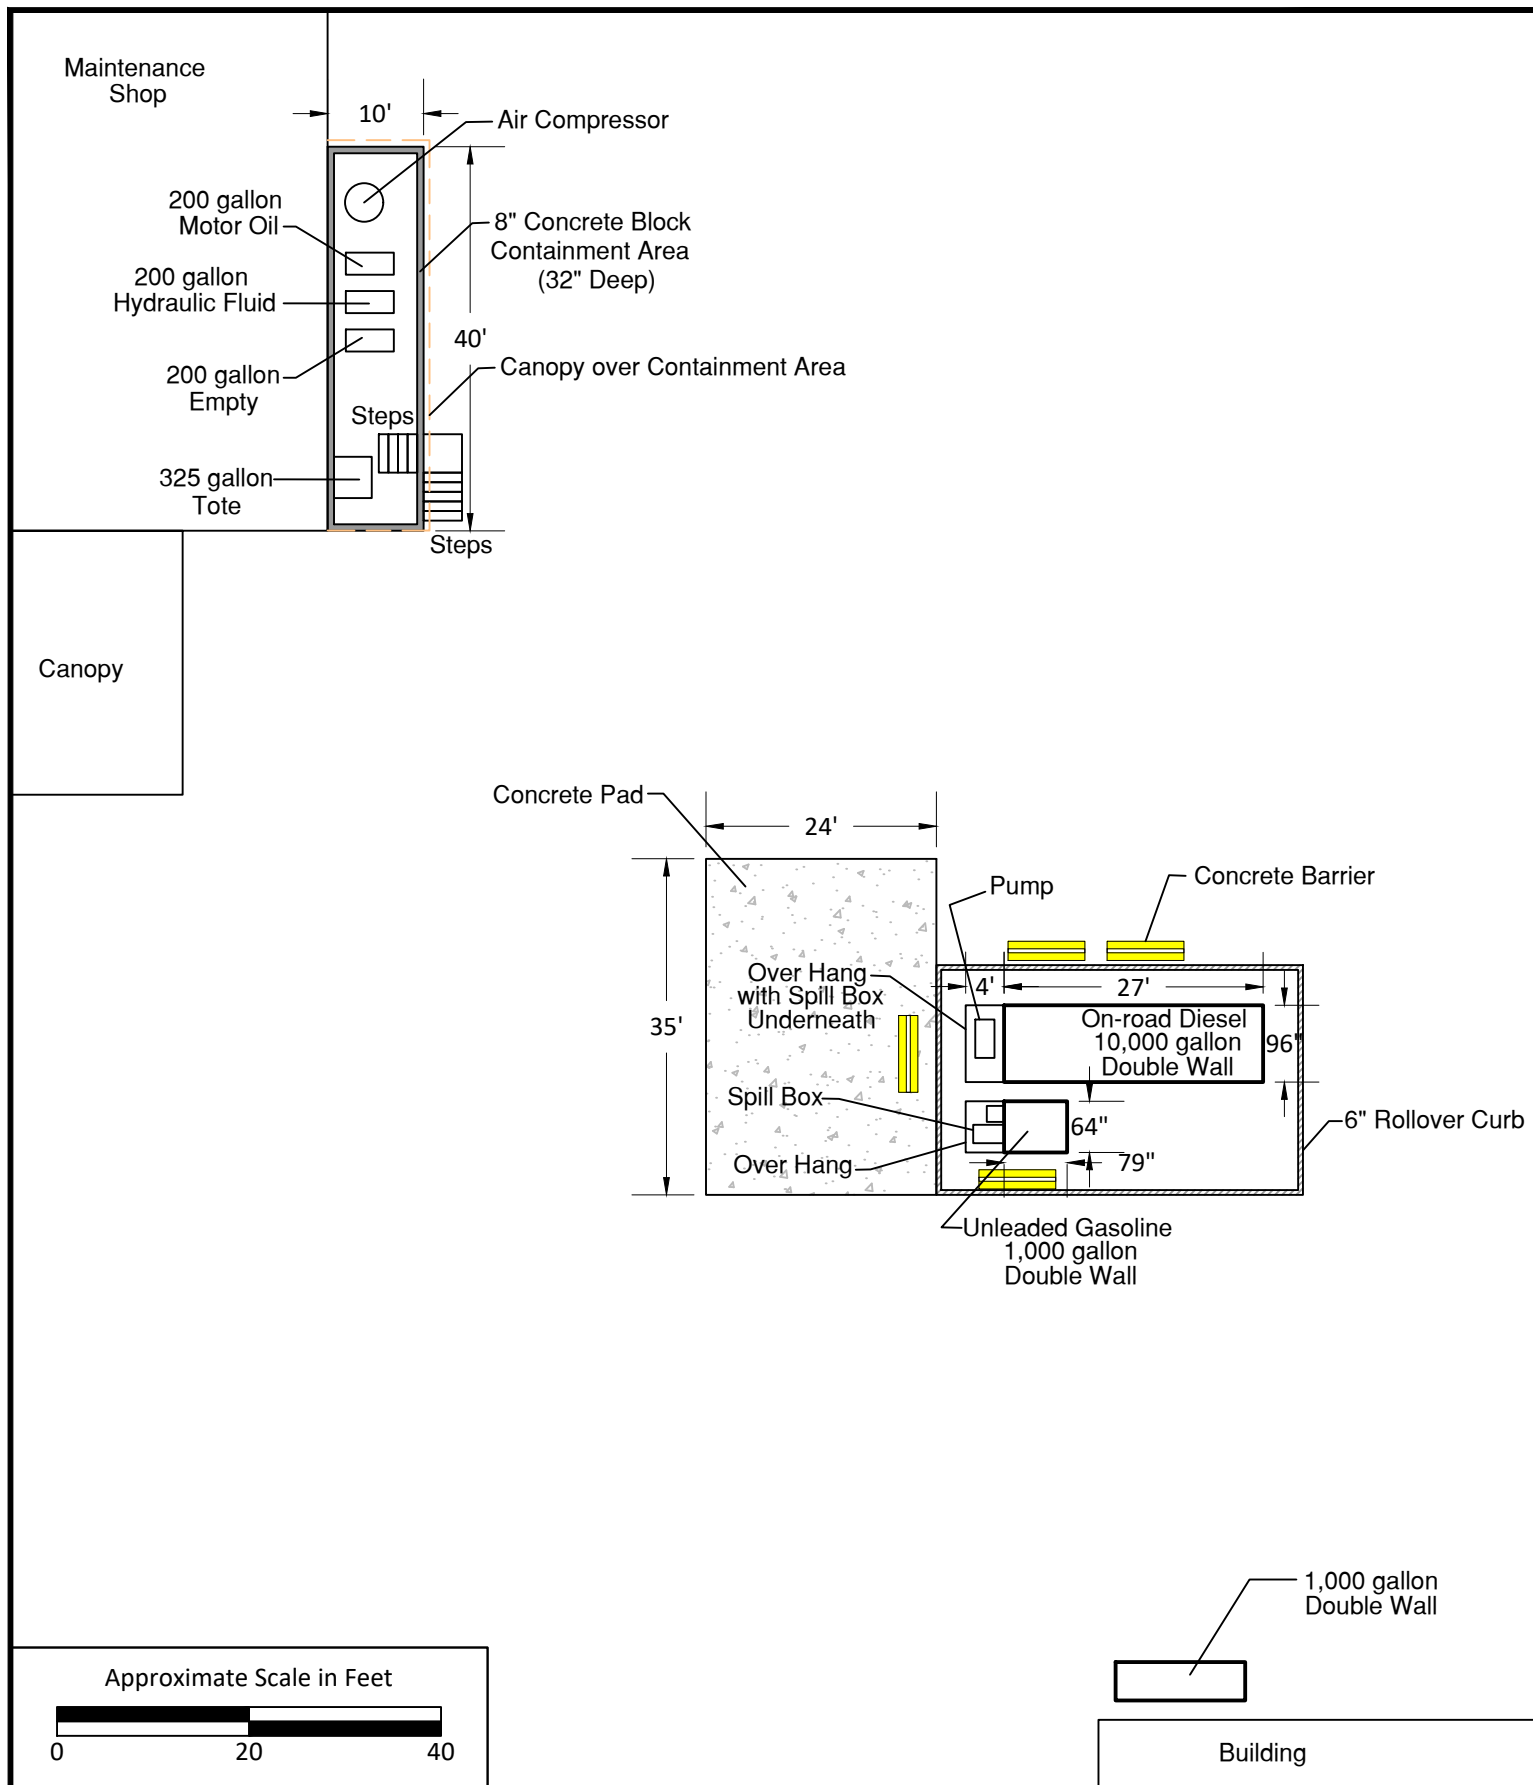 Maintenance
Shop
10'
Air Compressor
200 gallon
Motor Oil
8" Concrete Block
Containment Area
(32" Deep)
200 gallon
Hydraulic Fluid
40'
Canopy over Containment Area
200 gallon
Empty
Steps
325 gallon
Tote
Steps
Canopy
Concrete Pad
24'
Pump
Concrete Barrier
Over Hang
with Spill Box
Underneath
4'
27'
35'
On-road Diesel
10,000 gallon
Double Wall
96"
Spill Box
64"
6" Rollover Curb
Over Hang
79"
Unleaded Gasoline
1,000 gallon
Double Wall
1,000 gallon
Double Wall
Approximate Scale in Feet
0 20 40
Building